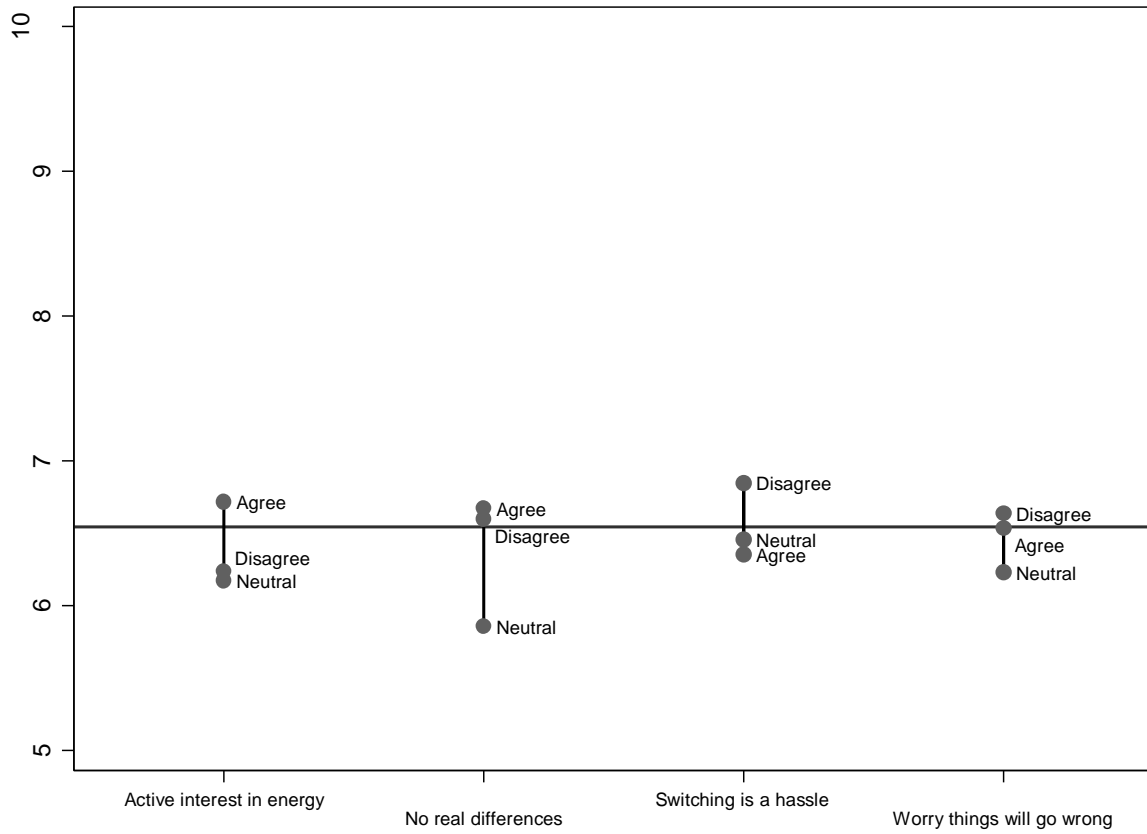 10
9
8
7
6
5
Agree
Disagree
Neutral
Agree
Disagree
Neutral
Disagree
Neutral
Agree
Disagree
Agree
Neutral
Active interest in energy
No real differences
Switching is a hassle
Worry things will go wrong